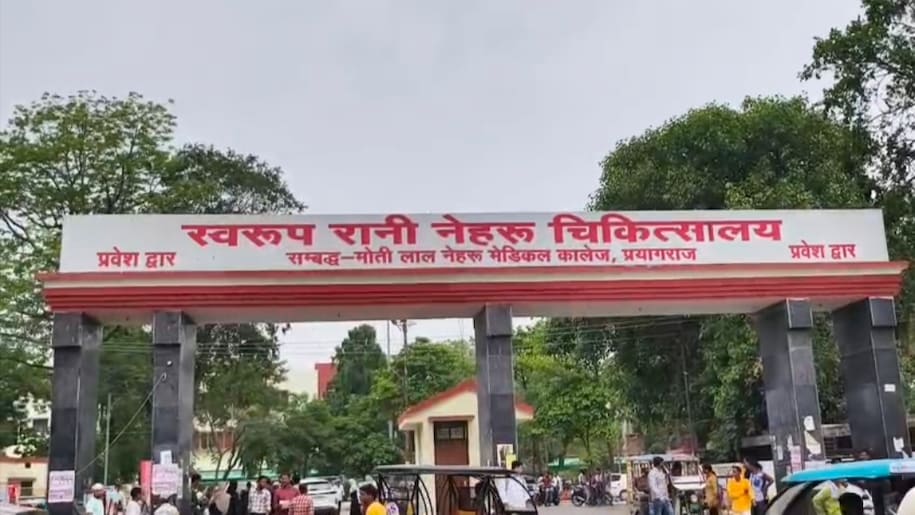 स्वरूप रानी नेहरू चिकित्सालय
प्रवेश द्वार सम्बद्ध-मोती लाल नेहरू मेडिकल कालेज, प्रयागराज प्रवेश द्वार